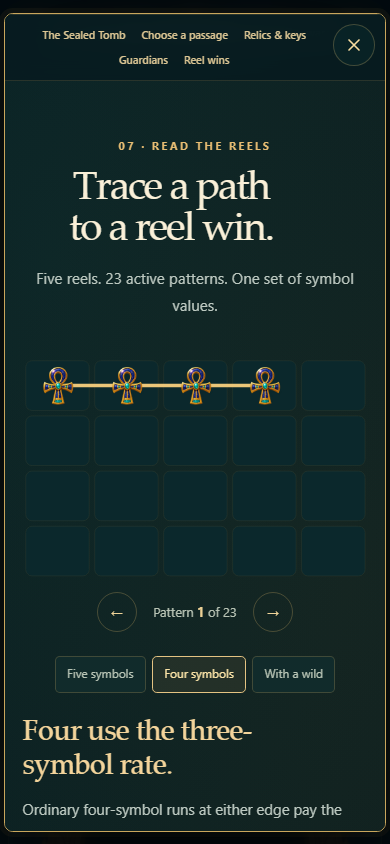 The Sealed Tomb Choose a passage Relics & keys
Guardians Reel wins
07 · READ THE REELS
Trace a path
to a reel win.
Five reels. 23 active patterns. One set of symbol
values.
← Pattern 1 of 23 →
Five symbols Four symbols With a wild
Four use the three-
symbol rate.
Ordinary four-symbol runs at either edge pay the